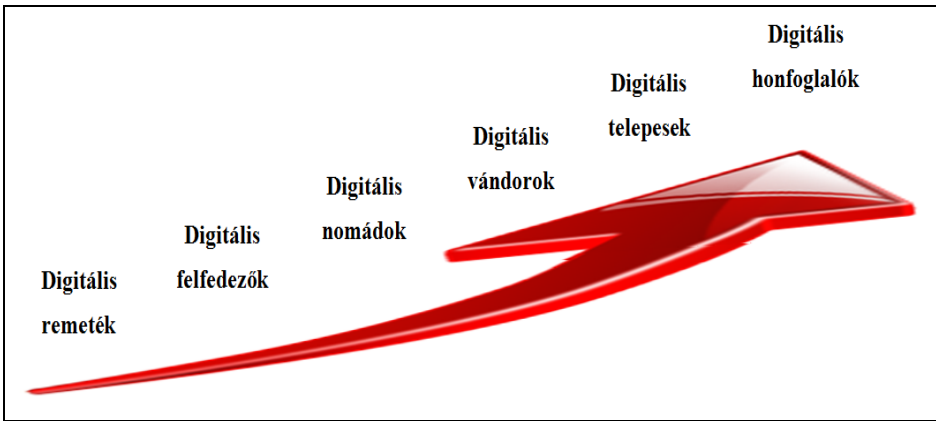 Digitális
remeték
Digitális
felfedezők
Digitális
nomádok
Digitális
vándorok
Digitális
telepesek
Digitális
honfoglalók